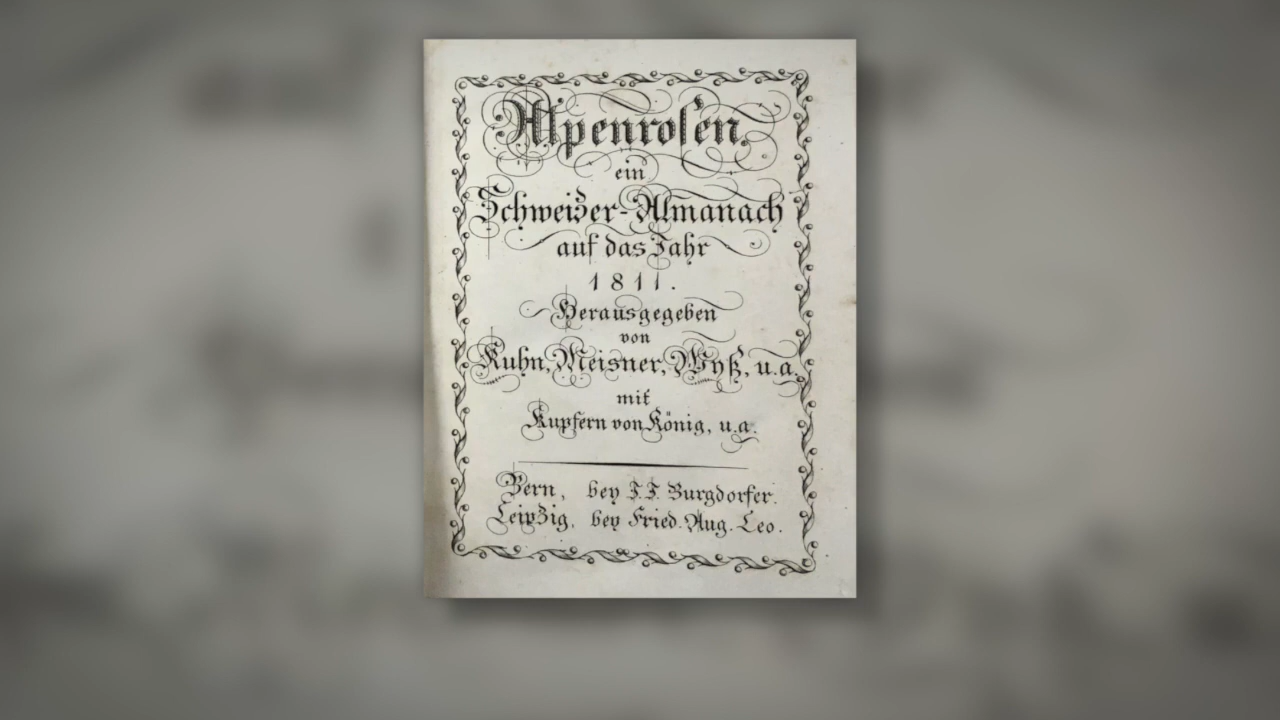 Alpenroſen,
ein
Schweizer-Almanach
auf das Jahr
1811.
Herausgegeben
von
Kuhn, Meisner, Wyß, u.a.
mit
Kupfern von König, u.a.
Bern, bey J.J. Burgdorfer.
Leipzig, bey Fried. Aug. Leo.